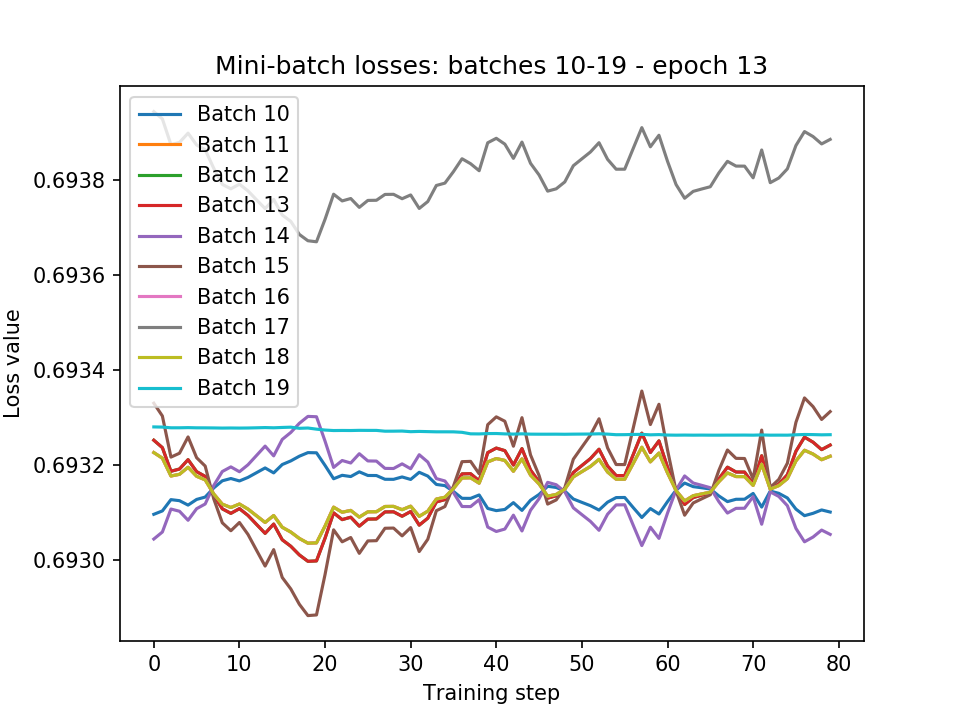 Mini-batch losses: batches 10-19 - epoch 13
Loss value
0.6938
0.6936
0.6934
0.6932
0.6930
Batch 10
Batch 11
Batch 12
Batch 13
Batch 14
Batch 15
Batch 16
Batch 17
Batch 18
Batch 19
0 10 20 30 40 50 60 70 80
Training step